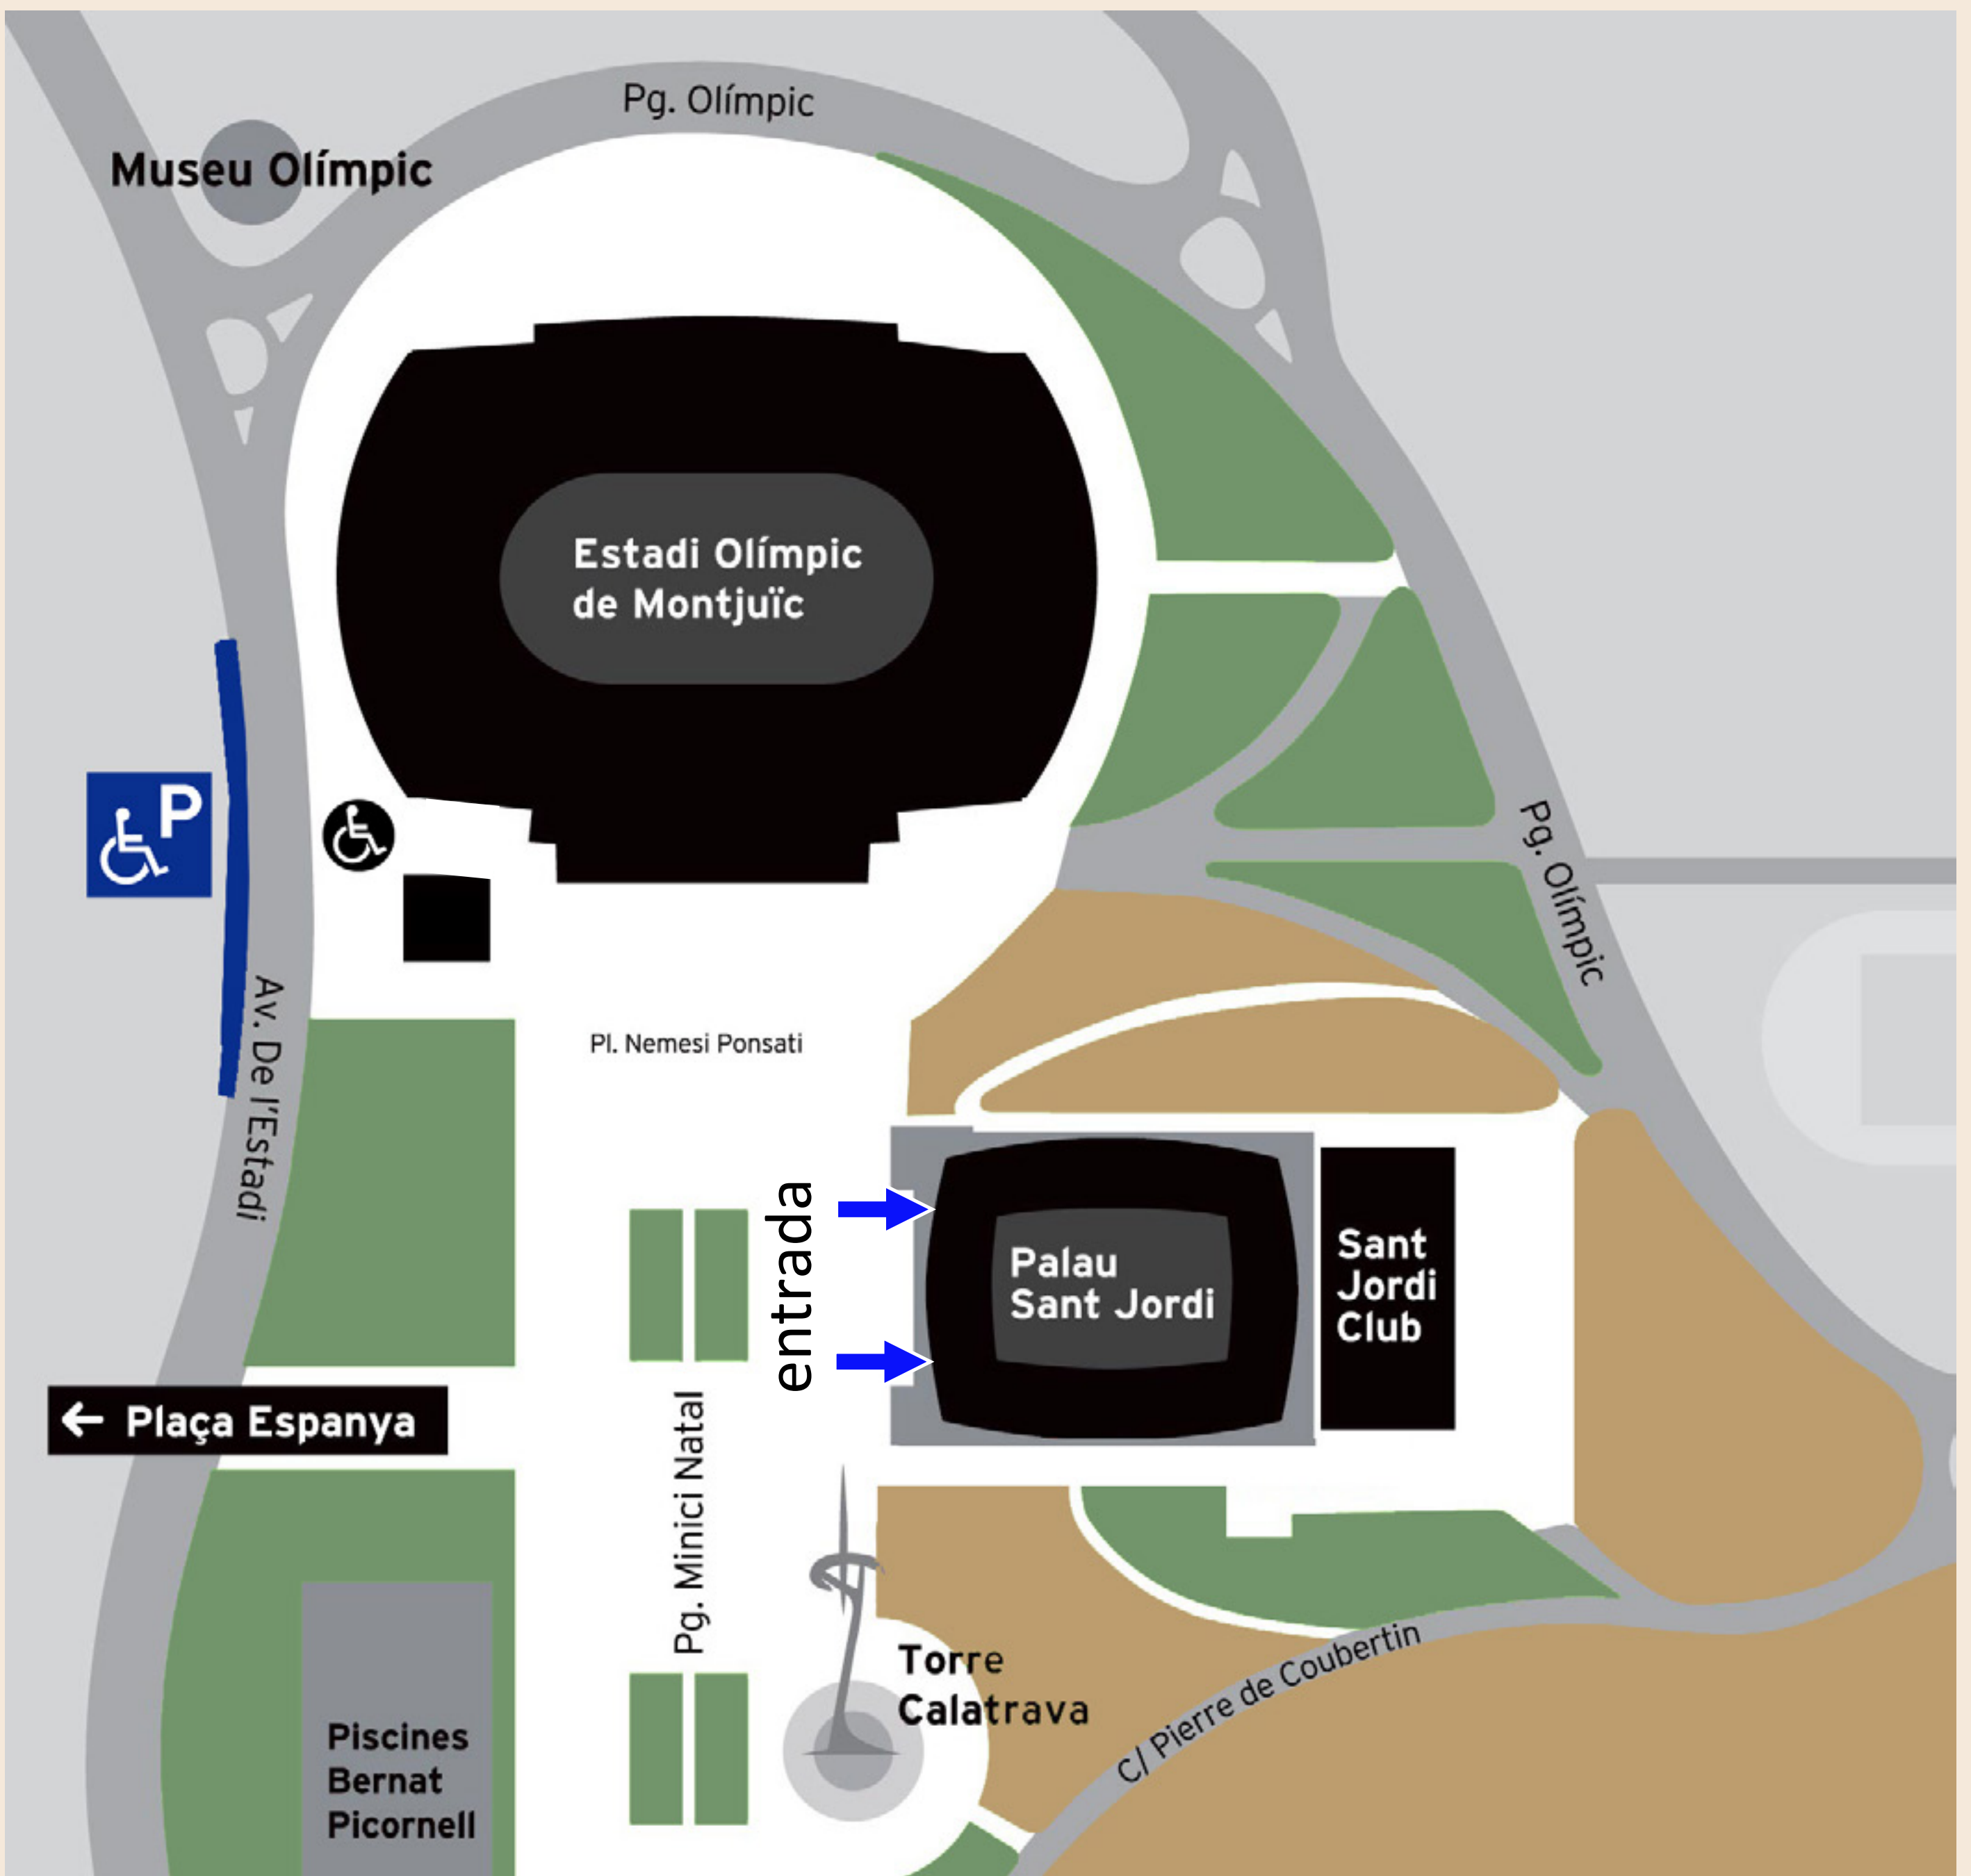 Pg. Olímpic
Museu Olímpic
Estadi Olímpic
de Montjuïc
P
Pg. Olímpic
Av. De l'Estadi
Pl. Nemesi Ponsati
entrada
Palau
Sant Jordi
Sant
Jordi
Club
← Plaça Espanya
Pg. Minici Natal
Torre
Calatrava
c/ Pierre de Coubertin
Piscines
Bernat
Picornell